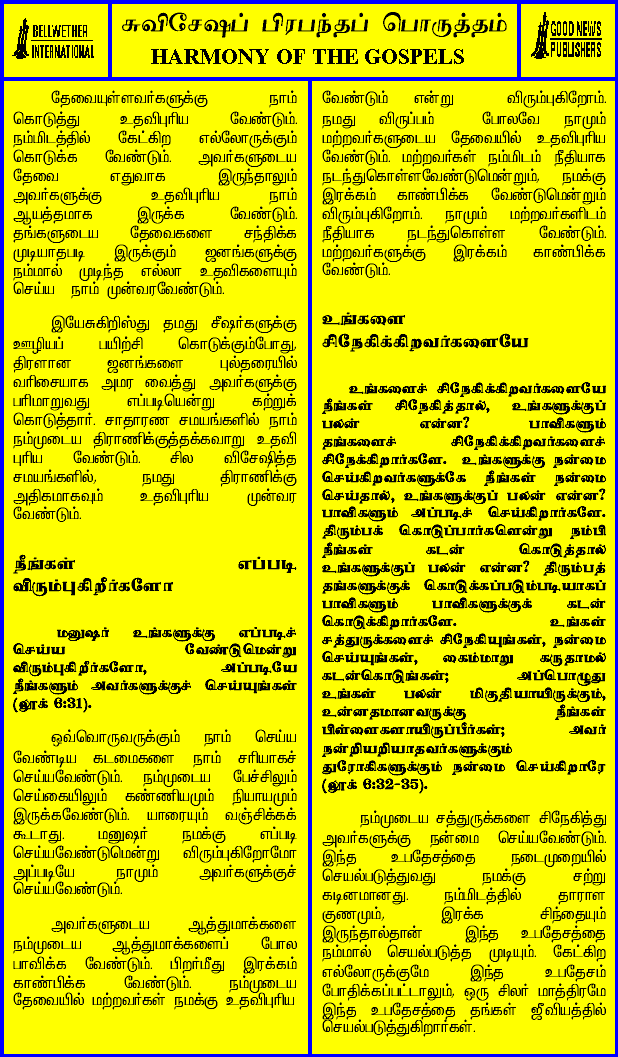 BELLWETHER
INTERNATIONAL
சுவிசேஷப் பிரபந்தப் பொருத்தம்
HARMONY OF THE GOSPELS
GOOD NEWS
PUBLISHERS
தேவையுள்ளவர்களுக்கு நாம்
கொடுத்து உதவிபுரிய வேண்டும்.
நம்மிடத்தில் கேட்கிற எல்லோருக்கும்
கொடுக்க வேண்டும். அவர்களுடைய
தேவை எதுவாக இருந்தாலும்
அவர்களுக்கு உதவிபுரிய நாம்
ஆயத்தமாக இருக்க வேண்டும்.
தங்களுடைய தேவைகளை சந்திக்க
முடியாதபடி இருக்கும் ஜனங்களுக்கு
நம்மால் முடிந்த எல்லா உதவிகளையும்
செய்ய நாம் முன்வரவேண்டும்.
இயேசுகிறிஸ்து தமது சீஷர்களுக்கு
ஊழியப் பயிற்சி கொடுக்கும்போது,
திரளான ஜனங்களை புல்தரையில்
வரிசையாக அமர வைத்து அவர்களுக்கு
பரிமாறுவது எப்படியென்று கற்றுக்
கொடுத்தார். சாதாரண சமயங்களில் நாம்
நம்முடைய திராணிக்குத்தக்கவாறு உதவி
புரிய வேண்டும். சில விசேஷித்த
சமயங்களில், நமது திராணிக்கு
அதிகமாகவும் உதவிபுரிய முன்வர
வேண்டும்.
நீங்கள் எப்படி
விரும்புகிறீர்களோ
மனுஷர் உங்களுக்கு எப்படிச்
செய்ய வேண்டுமென்று
விரும்புகிறீர்களோ, அப்படியே
நீங்களும் அவர்களுக்குச் செய்யுங்கள்
(லூக் 6:31).
ஒவ்வொருவருக்கும் நாம் செய்ய
வேண்டிய கடமைகளை நாம் சரியாகச்
செய்யவேண்டும். நம்முடைய பேச்சிலும்
செய்கையிலும் கண்ணியமும் நியாயமும்
இருக்கவேண்டும். யாரையும் வஞ்சிக்கக்
கூடாது. மனுஷர் நமக்கு எப்படி
செய்யவேண்டுமென்று விரும்புகிறோமோ
அப்படியே நாமும் அவர்களுக்குச்
செய்யவேண்டும்.
அவர்களுடைய ஆத்துமாக்களை
நம்முடைய ஆத்துமாக்களைப் போல
பாவிக்க வேண்டும். பிறர்மீது இரக்கம்
காண்பிக்க வேண்டும். நம்முடைய
தேவையில் மற்றவர்கள் நமக்கு உதவிபுரிய
வேண்டும் என்று விரும்புகிறோம்.
நமது விருப்பம் போலவே நாமும்
மற்றவர்களுடைய தேவையில் உதவிபுரிய
வேண்டும். மற்றவர்கள் நம்மிடம் நீதியாக
நடந்துகொள்ளவேண்டுமென்றும், நமக்கு
இரக்கம் காண்பிக்க வேண்டுமென்றும்
விரும்புகிறோம். நாமும் மற்றவர்களிடம்
நீதியாக நடந்துகொள்ள வேண்டும்.
மற்றவர்களுக்கு இரக்கம் காண்பிக்க
வேண்டும்.
உங்களை
சிநேகிக்கிறவர்களையே
உங்களைச் சிநேகிக்கிறவர்களையே
நீங்கள் சிநேகித்தால், உங்களுக்குப்
பலன் என்ன? பாவிகளும்
தங்களைச் சிநேகிக்கிறவர்களைச்
சிநேக்கிறார்களே. உங்களுக்கு நன்மை
செய்கிறவர்களுக்கே நீங்கள் நன்மை
செய்தால், உங்களுக்குப் பலன் என்ன?
பாவிகளும் அப்படிச் செய்கிறார்களே.
திரும்பக் கொடுப்பார்களென்று நம்பி
நீங்கள் கடன் கொடுத்தால்
உங்களுக்குப் பலன் என்ன? திரும்பத்
தங்களுக்குக் கொடுக்கப்படும்படியாகப்
பாவிகளும் பாவிகளுக்குக் கடன்
கொடுக்கிறார்களே. உங்கள்
சத்துருக்களைச் சிநேகியுங்கள், நன்மை
செய்யுங்கள், கைம்மாறு கருதாமல்
கடன்கொடுங்கள்; அப்பொழுது
உங்கள் பலன் மிகுதியாயிருக்கும்,
உன்னதமானவருக்கு நீங்கள்
பிள்ளைகளாயிருப்பீர்கள்; அவர்
நன்றியறியாதவர்களுக்கும்
துரோகிகளுக்கும் நன்மை செய்கிறாரே
(லூக் 6:32-35).
நம்முடைய சத்துருக்களை சிநேகித்து
அவர்களுக்கு நன்மை செய்யவேண்டும்.
இந்த உபதேசத்தை நடைமுறையில்
செயல்படுத்துவது நமக்கு சற்று
கடினமானது. நம்மிடத்தில் தாராள
குணமும், இரக்க சிந்தையும்
இருந்தால்தான் இந்த உபதேசத்தை
நம்மால் செயல்படுத்த முடியும். கேட்கிற
எல்லோருக்குமே இந்த உபதேசம்
போதிக்கப்பட்டாலும், ஒரு சிலர் மாத்திரமே
இந்த உபதேசத்தை தங்கள் ஜீவியத்தில்
செயல்படுத்துகிறார்கள்.